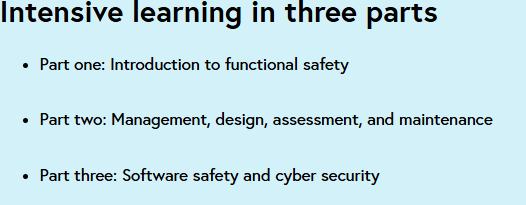 Intensive learning in three parts
• Part one: Introduction to functional safety
• Part two: Management, design, assessment, and maintenance
• Part three: Software safety and cyber security